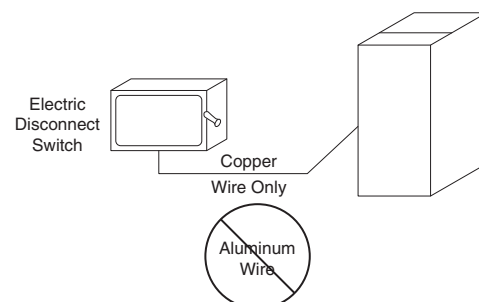 Electric
Disconnect
Switch
Copper
Wire Only
Aluminum
Wire